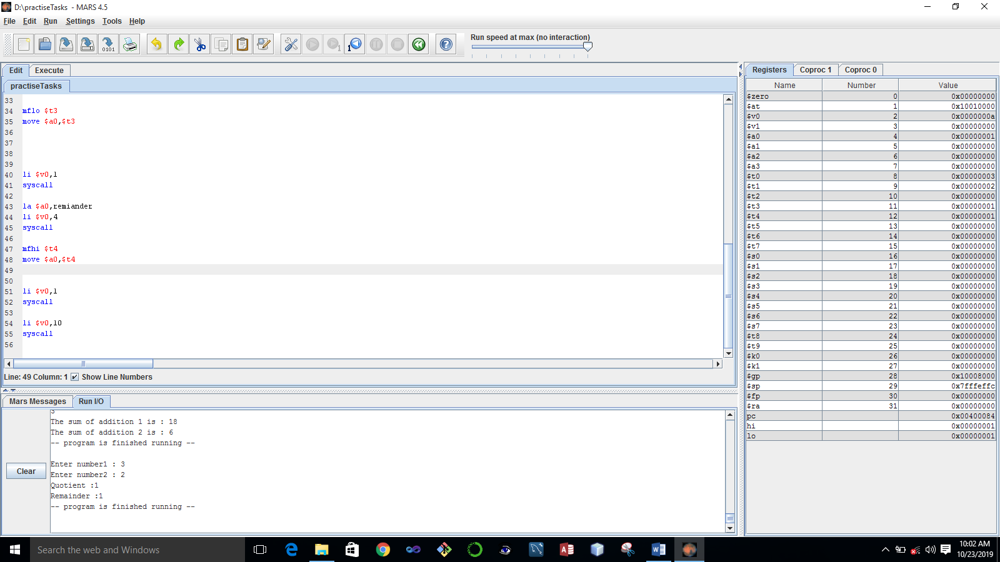 D:\practiseTasks - MARS 4.5
File Edit Run Settings Tools Help
Run speed at max (no interaction)
Edit Execute
practiseTasks
33
34 mflo $t3
35 move $a0,$t3
36
37
38
39
40 li $v0,1
41 syscall
42
43 la $a0,remiander
44 li $v0,4
45 syscall
46
47 mfhi $t4
48 move $a0,$t4
49
50
51 li $v0,1
52 syscall
53
54 li $v0,10
55 syscall
56
Line: 49 Column: 1 Show Line Numbers
Mars Messages Run I/O
Clear
The sum of addition 1 is : 18
The sum of addition 2 is : 6
-- program is finished running --
Enter number1 : 3
Enter number2 : 2
Quotient :1
Remainder :1
-- program is finished running --
Registers Coproc 1 Coproc 0
Name Number Value
$zero 0 0x00000000
$at 1 0x10010000
$v0 2 0x0000000a
$v1 3 0x00000000
$a0 4 0x00000001
$a1 5 0x00000000
$a2 6 0x00000000
$a3 7 0x00000000
$t0 8 0x00000003
$t1 9 0x00000002
$t2 10 0x00000000
$t3 11 0x00000001
$t4 12 0x00000001
$t5 13 0x00000000
$t6 14 0x00000000
$t7 15 0x00000000
$s0 16 0x00000000
$s1 17 0x00000000
$s2 18 0x00000000
$s3 19 0x00000000
$s4 20 0x00000000
$s5 21 0x00000000
$s6 22 0x00000000
$s7 23 0x00000000
$t8 24 0x00000000
$t9 25 0x00000000
$k0 26 0x00000000
$k1 27 0x00000000
$gp 28 0x10008000
$sp 29 0x7fffeffc
$fp 30 0x00000000
$ra 31 0x00000000
pc 0x00400084
hi 0x00000001
lo 0x00000001
Search the web and Windows
10:02 AM
10/23/2019